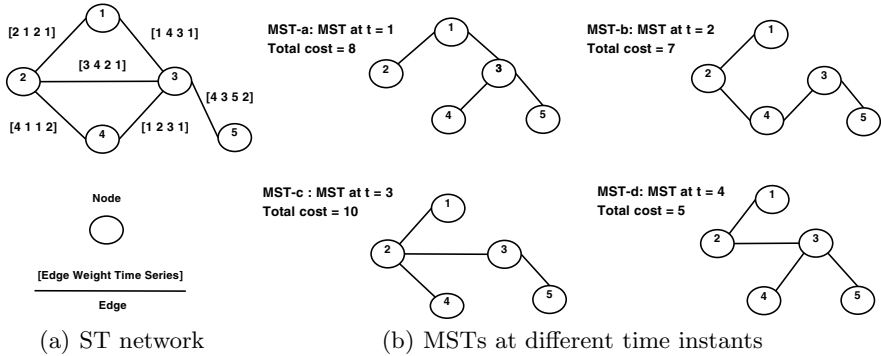 1
[2 1 2 1]
[1 4 3 1]
[3 4 2 1]
2
3
[4 3 5 2]
[4 1 1 2]
[1 2 3 1]
4
5
Node
[Edge Weight Time Series]
Edge
(a) ST network
MST-a: MST at t = 1
Total cost = 8
1
2
3
4
5
MST-b: MST at t = 2
Total cost = 7
1
2
3
4
5
MST-c : MST at t = 3
Total cost = 10
1
2
3
4
5
MST-d: MST at t = 4
Total cost = 5
1
2
3
4
5
(b) MSTs at different time instants